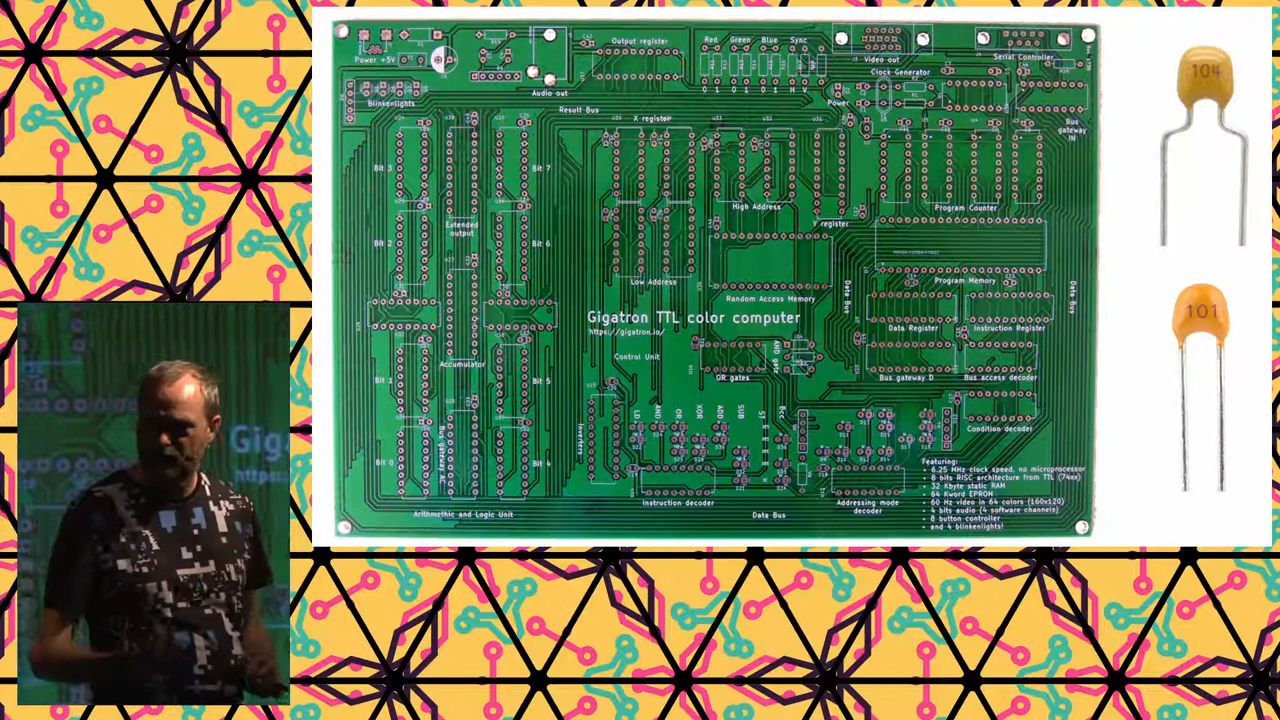 Power +5V
Blinkenlights
Audio out
Output register
Result Bus
Red Green Blue Sync
0 1 0 1 0 1 H V
Video out
Serial Controller
Clock Generator
Power
Bus
gateway
IN
X register
Bit 3
Bit 7
High Address
Program Counter
Y register
Extended
output
Bit 2
Bit 6
Low Address
Random Access Memory
Program Memory
Data Bus
Data Bus
Gigatron TTL color computer
https://gigatron.io/
Control Unit
Data Register
Instruction Register
AND gate
OR gates
Bus gateway D
Bus access decoder
Accumulator
Bit 1
Bit 5
LD
AND
OR
XOR
ADD
SUB
ST
Bcc
Condition decoder
Inverters
Bit 0
Bit 4
Instruction decoder
Addressing mode
decoder
Arithmetic and Logic Unit
Data Bus
Featuring:
• 6.25 MHz clock speed, no microprocessor
• 8 bits RISC architecture from TTL (74xx)
• 32 Kbyte static RAM
• 64 Kword EPROM
• 60 Hz video in 64 colors (160x120)
• 4 bits audio (4 software channels)
• 8 button controller
• and 4 blinkenlights!
104
101
Giga